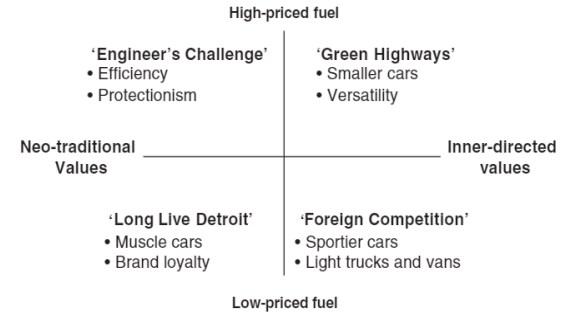 High-priced fuel
‘Engineer’s Challenge’
• Efficiency
• Protectionism
‘Green Highways’
• Smaller cars
• Versatility
Neo-traditional
Values
Inner-directed
values
‘Long Live Detroit’
• Muscle cars
• Brand loyalty
‘Foreign Competition’
• Sportier cars
• Light trucks and vans
Low-priced fuel